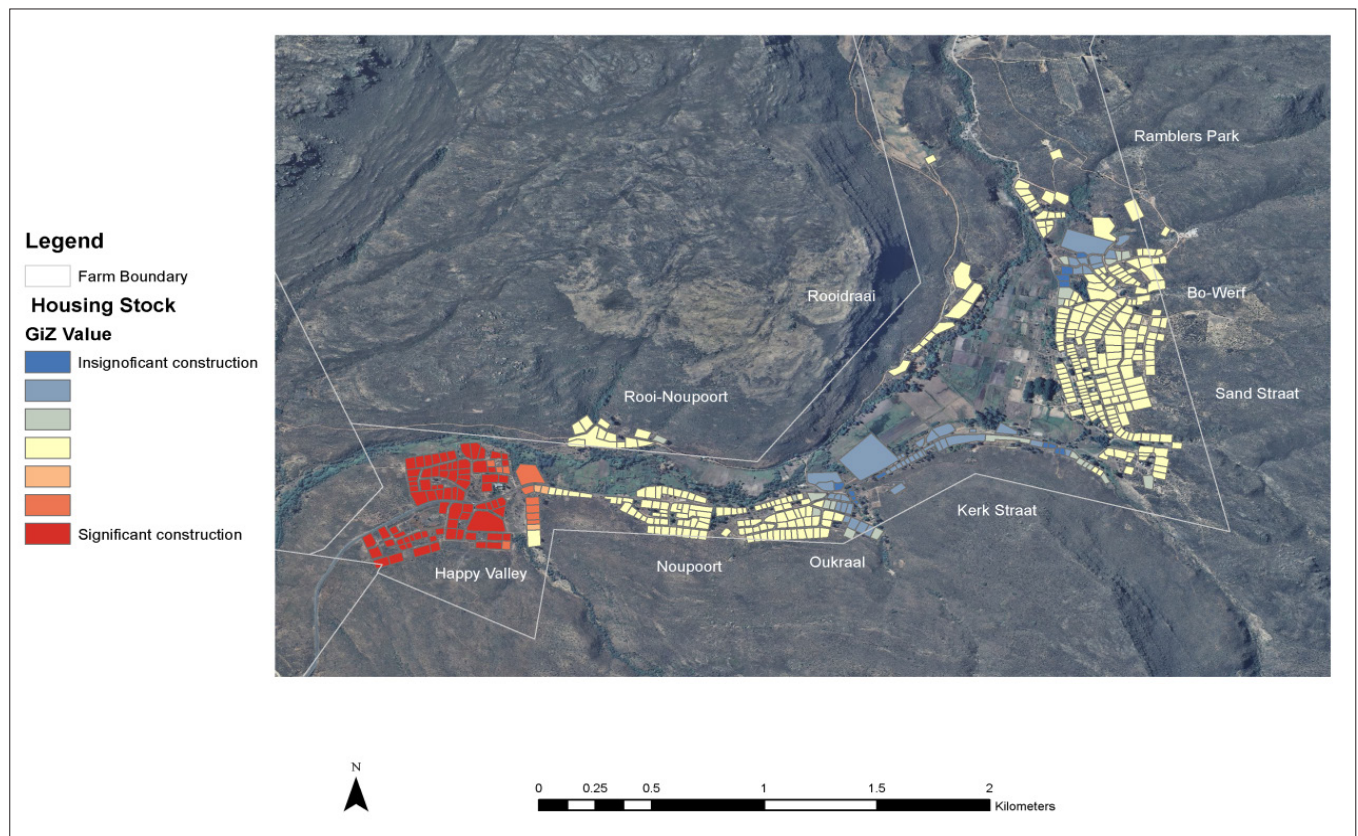 Legend
Farm Boundary
Housing Stock
GiZ Value
Insignoficant construction
Significant construction
Ramblers Park
Rooidraai
Bo-Werf
Sand Straat
Rooi-Noupoort
Kerk Straat
Happy Valley
Noupoort
Oukraal
N
0 0.25 0.5 1 1.5 2
Kilometers